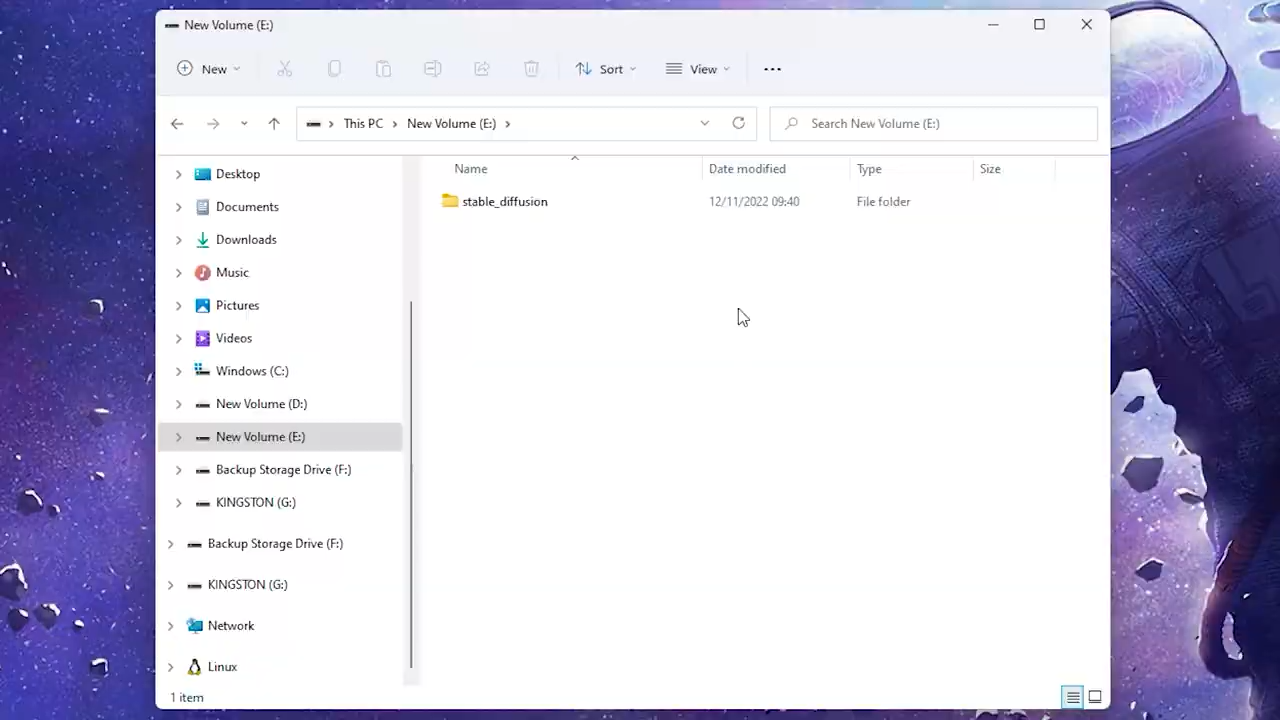 New Volume (E:)
New
Sort
View
This PC
New Volume (E:)
Search New Volume (E:)
Name
Date modified
Type
Size
stable_diffusion
12/11/2022 09:40
File folder
Desktop
Documents
Downloads
Music
Pictures
Videos
Windows (C:)
New Volume (D:)
New Volume (E:)
Backup Storage Drive (F:)
KINGSTON (G:)
Backup Storage Drive (F:)
KINGSTON (G:)
Network
Linux
1 item